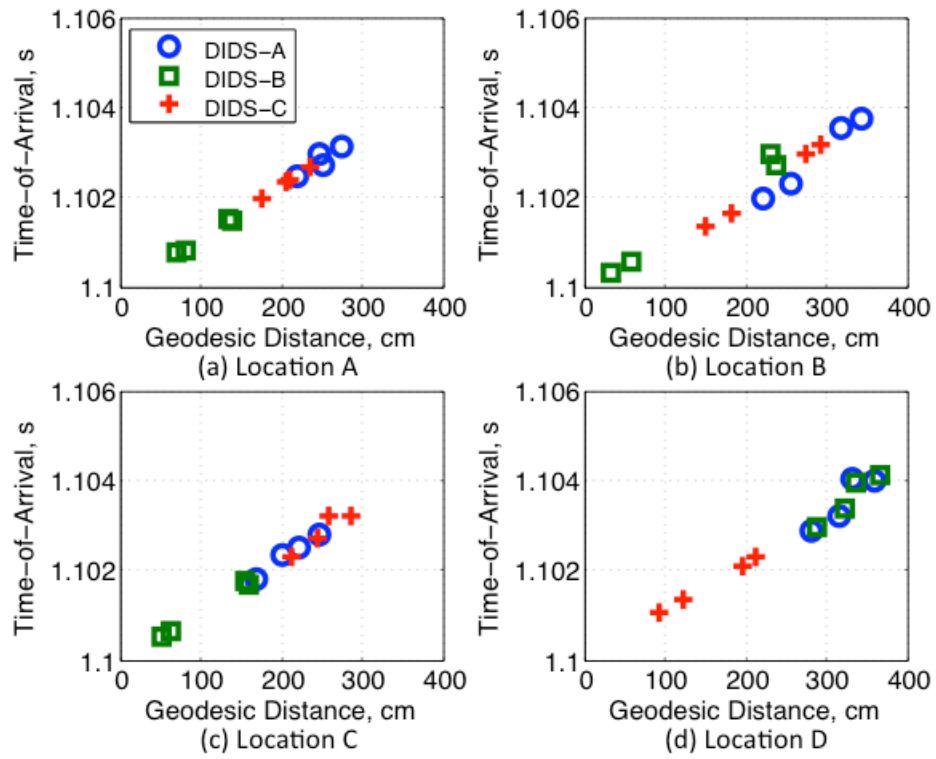 1.106
1.104
1.102
1.1
Time-of-Arrival, s
DIDS-A
DIDS-B
DIDS-C
0 100 200 300 400
Geodesic Distance, cm
(a) Location A
1.106
1.104
1.102
1.1
Time-of-Arrival, s
0 100 200 300 400
Geodesic Distance, cm
(b) Location B
1.106
1.104
1.102
1.1
Time-of-Arrival, s
0 100 200 300 400
Geodesic Distance, cm
(c) Location C
1.106
1.104
1.102
1.1
Time-of-Arrival, s
0 100 200 300 400
Geodesic Distance, cm
(d) Location D